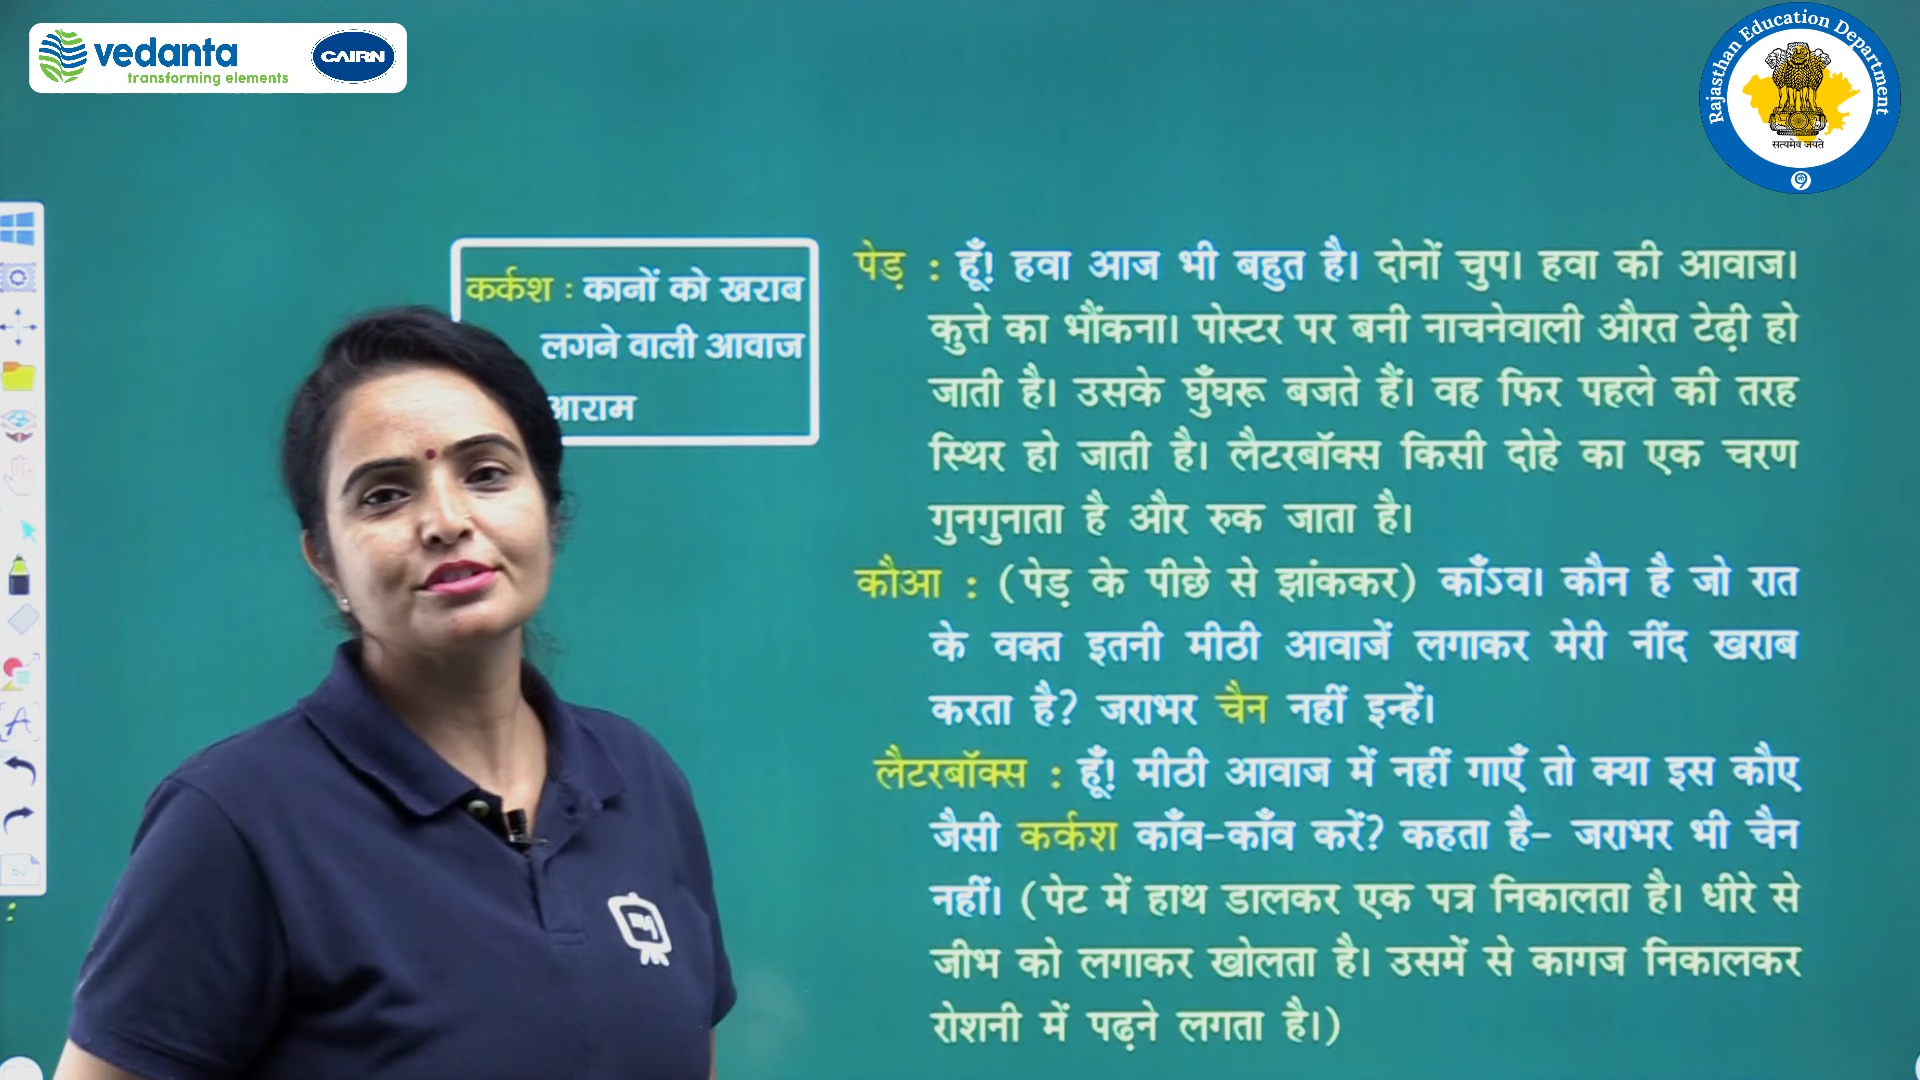 vedanta
transforming elements
CAIRN
Rajasthan Education Department
सत्यमेव जयते
कर्कश : कानों को खराब
लगने वाली आवाज
आराम
पेड़ : हूँ! हवा आज भी बहुत है। दोनों चुप। हवा की आवाज।
कुत्ते का भौंकना। पोस्टर पर बनी नाचनेवाली औरत टेढ़ी हो
जाती है। उसके घुँघरू बजते हैं। वह फिर पहले की तरह
स्थिर हो जाती है। लैटरबॉक्स किसी दोहे का एक चरण
गुनगुनाता है और रुक जाता है।
कौआ : (पेड़ के पीछे से झांककर) काँऽव। कौन है जो रात
के वक्त इतनी मीठी आवाजें लगाकर मेरी नींद खराब
करता है? जराभर चैन नहीं इन्हें।
लैटरबॉक्स : हूँ! मीठी आवाज में नहीं गाएँ तो क्या इस कौए
जैसी कर्कश काँव-काँव करें? कहता है- जराभर भी चैन
नहीं। (पेट में हाथ डालकर एक पत्र निकालता है। धीरे से
जीभ को लगाकर खोलता है। उसमें से कागज निकालकर
रोशनी में पढ़ने लगता है।)